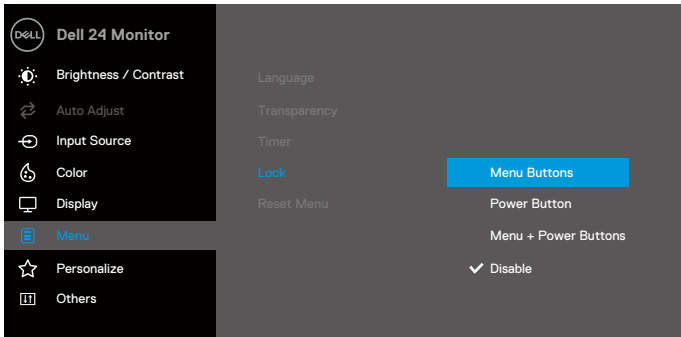 DELL
Dell 24 Monitor
Brightness / Contrast
Auto Adjust
Input Source
Color
Display
Menu
Personalize
Others
Language
Transparency
Timer
Lock
Reset Menu
Menu Buttons
Power Button
Menu + Power Buttons
Disable